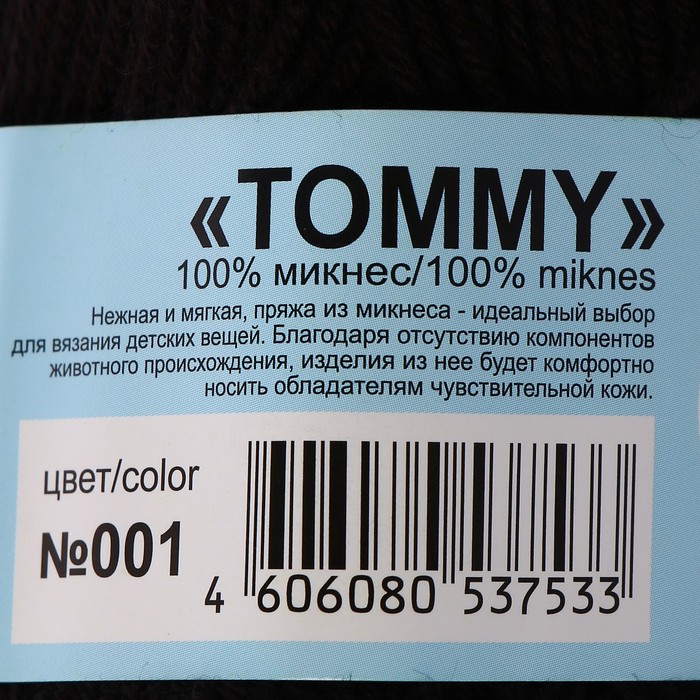 «TOMMY»
100% микнес/100% miknes
Нежная и мягкая, пряжа из микнеса - идеальный выбор
для вязания детских вещей. Благодаря отсутствию компонентов
животного происхождения, изделия из нее будет комфортно
носить обладателям чувствительной кожи.
цвет/color
№001
4 606080 537533